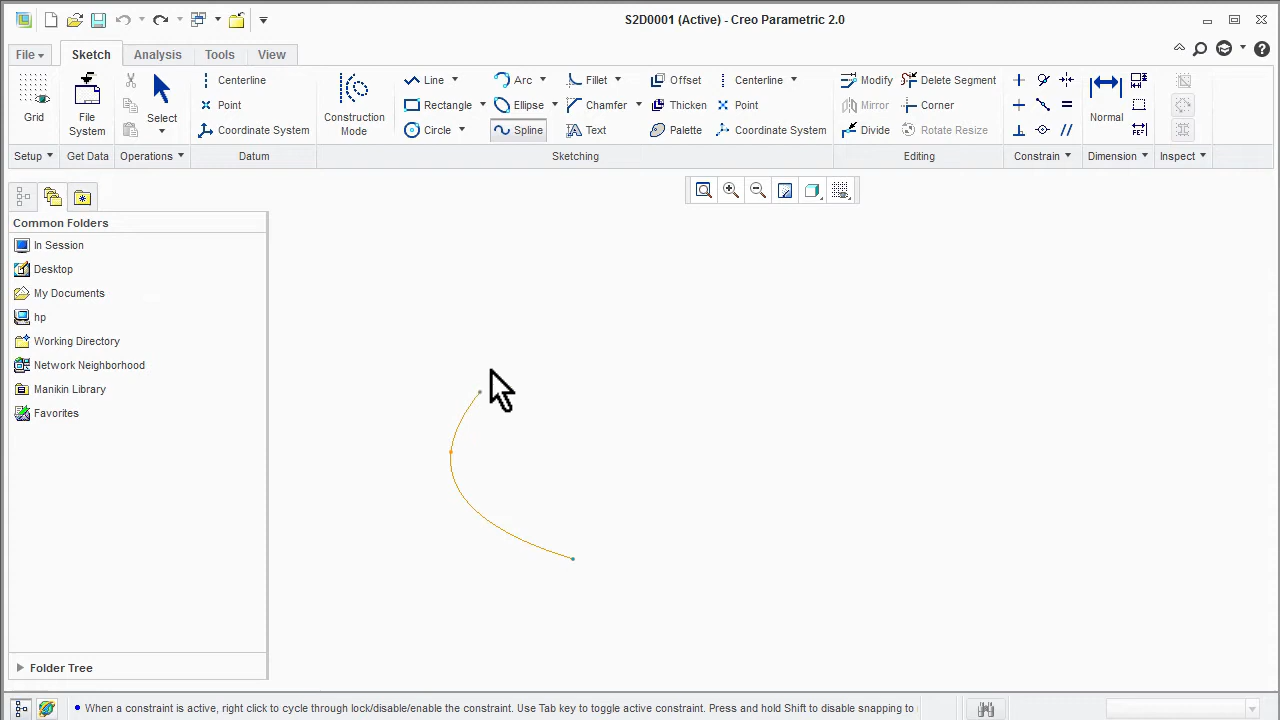 S2D0001 (Active) - Creo Parametric 2.0
File Sketch Analysis Tools View
Grid
Setup
File System
Get Data
Select
Operations
Centerline
Point
Coordinate System
Datum
Construction Mode
Line Arc Fillet Offset Centerline
Rectangle Ellipse Chamfer Thicken Point
Circle Spline Text Palette Coordinate System
Sketching
Modify Delete Segment
Mirror Corner
Divide Rotate Resize
Editing
Constrain
Normal
Dimension
Inspect
Common Folders
In Session
Desktop
My Documents
hp
Working Directory
Network Neighborhood
Manikin Library
Favorites
Folder Tree
When a constraint is active, right click to cycle through lock/disable/enable the constraint. Use Tab key to toggle active constraint. Press and hold Shift to disable snapping to